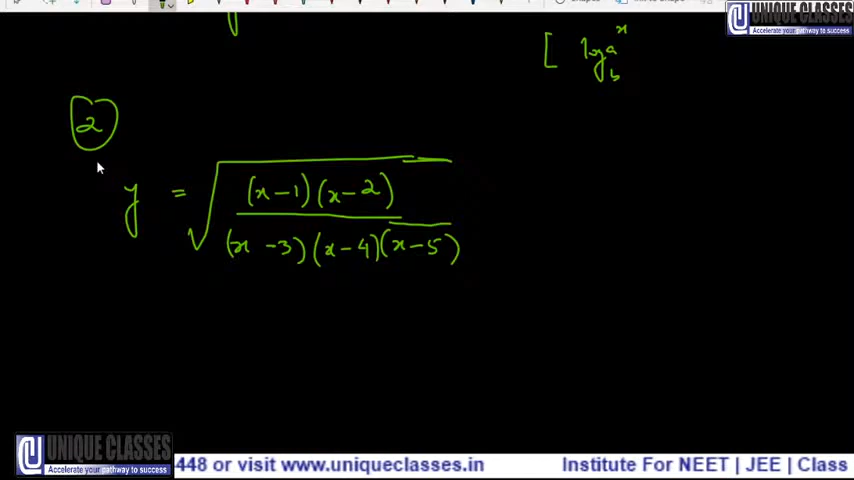 UNIQUE CLASSES
Accelerate your pathway to success
[ log a^x b
2
y = √((x-1)(x-2) / (x-3)(x-4)(x-5))
UNIQUE CLASSES
Accelerate your pathway to success
448 or visit www.uniqueclasses.in Institute For NEET | JEE | Class